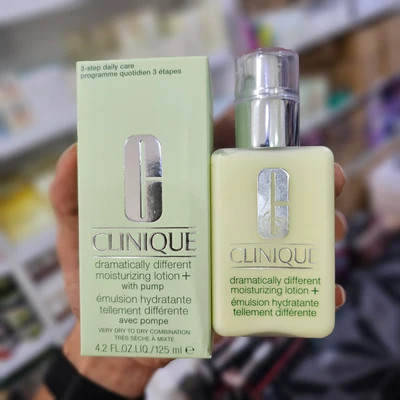 3-step daily care
programme quotidien 3 étapes
CLINIQUE
dramatically different
moisturizing lotion+
with pump
émulsion hydratante
tellement différente
avec pompe
VERY DRY TO DRY COMBINATION
TRÈS SÈCHE À MIXTE
4.2 FL.OZ.LIQ./125 ml e
CLINIQUE
dramatically different
moisturizing lotion+
émulsion hydratante
tellement différente